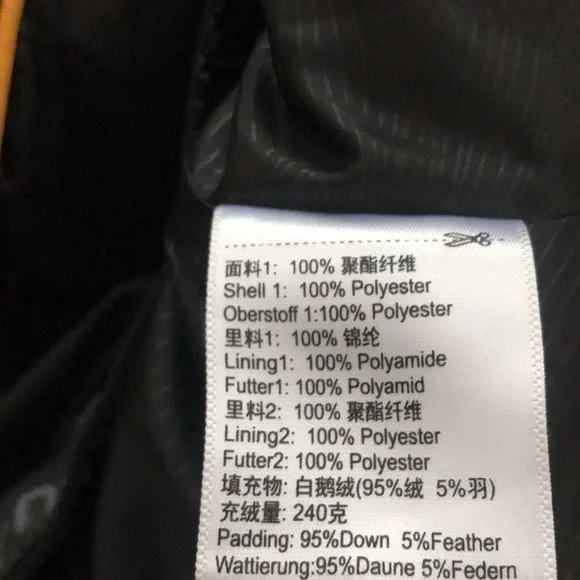 面料1: 100% 聚酯纤维
Shell 1: 100% Polyester
Oberstoff 1:100% Polyester
里料1: 100% 锦纶
Lining1: 100% Polyamide
Futter1: 100% Polyamid
里料2: 100% 聚酯纤维
Lining2: 100% Polyester
Futter2: 100% Polyester
填充物: 白鹅绒(95%绒 5%羽)
充绒量: 240克
Padding: 95%Down 5%Feather
Wattierung:95%Daune 5%Federn